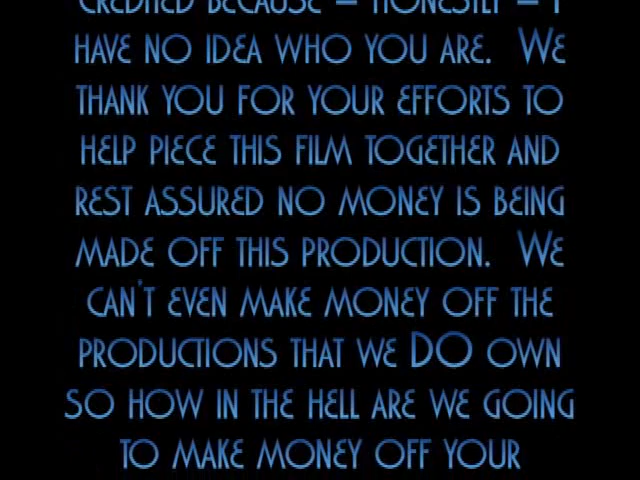 CREDITED BECAUSE – HONESTLY – I
HAVE NO IDEA WHO YOU ARE. WE
THANK YOU FOR YOUR EFFORTS TO
HELP PIECE THIS FILM TOGETHER AND
REST ASSURED NO MONEY IS BEING
MADE OFF THIS PRODUCTION. WE
CAN'T EVEN MAKE MONEY OFF THE
PRODUCTIONS THAT WE DO OWN
SO HOW IN THE HELL ARE WE GOING
TO MAKE MONEY OFF YOUR